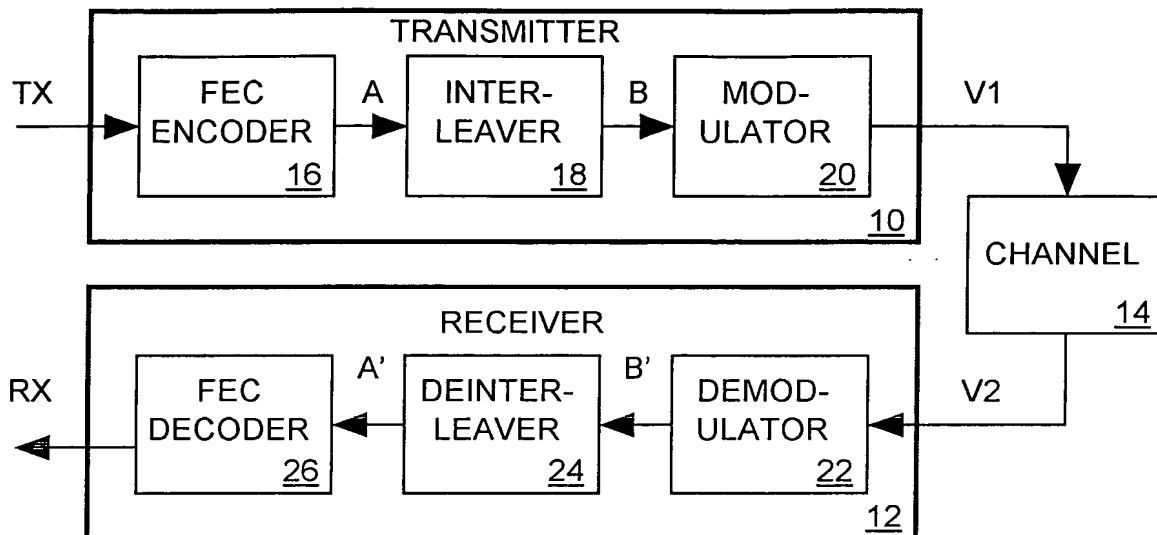 TRANSMITTER
TX
FEC
ENCODER
16
A
INTER-
LEAVER
18
B
MOD-
ULATOR
20
V1
10
CHANNEL
14
RECEIVER
RX
FEC
DECODER
26
A'
DEINTER-
LEAVER
24
B'
DEMOD-
ULATOR
22
V2
12